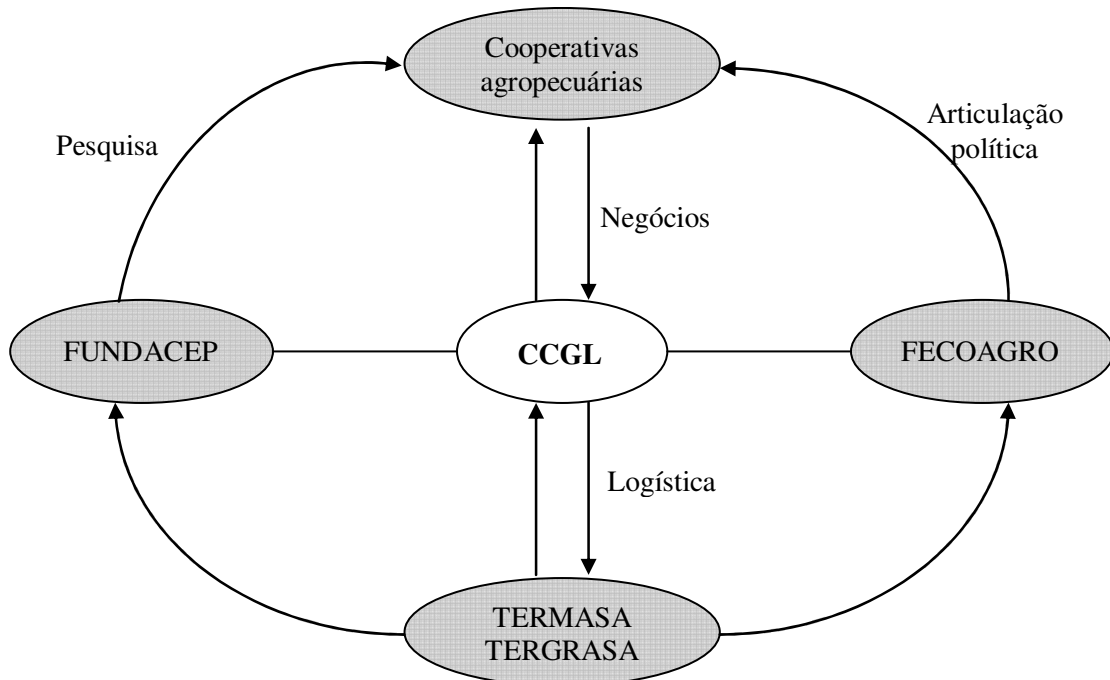 Cooperativas
agropecuárias
Pesquisa
Articulação
política
Negócios
FUNDACEP
CCGL
FECOAGRO
Logística
TERMASA
TERGRASA